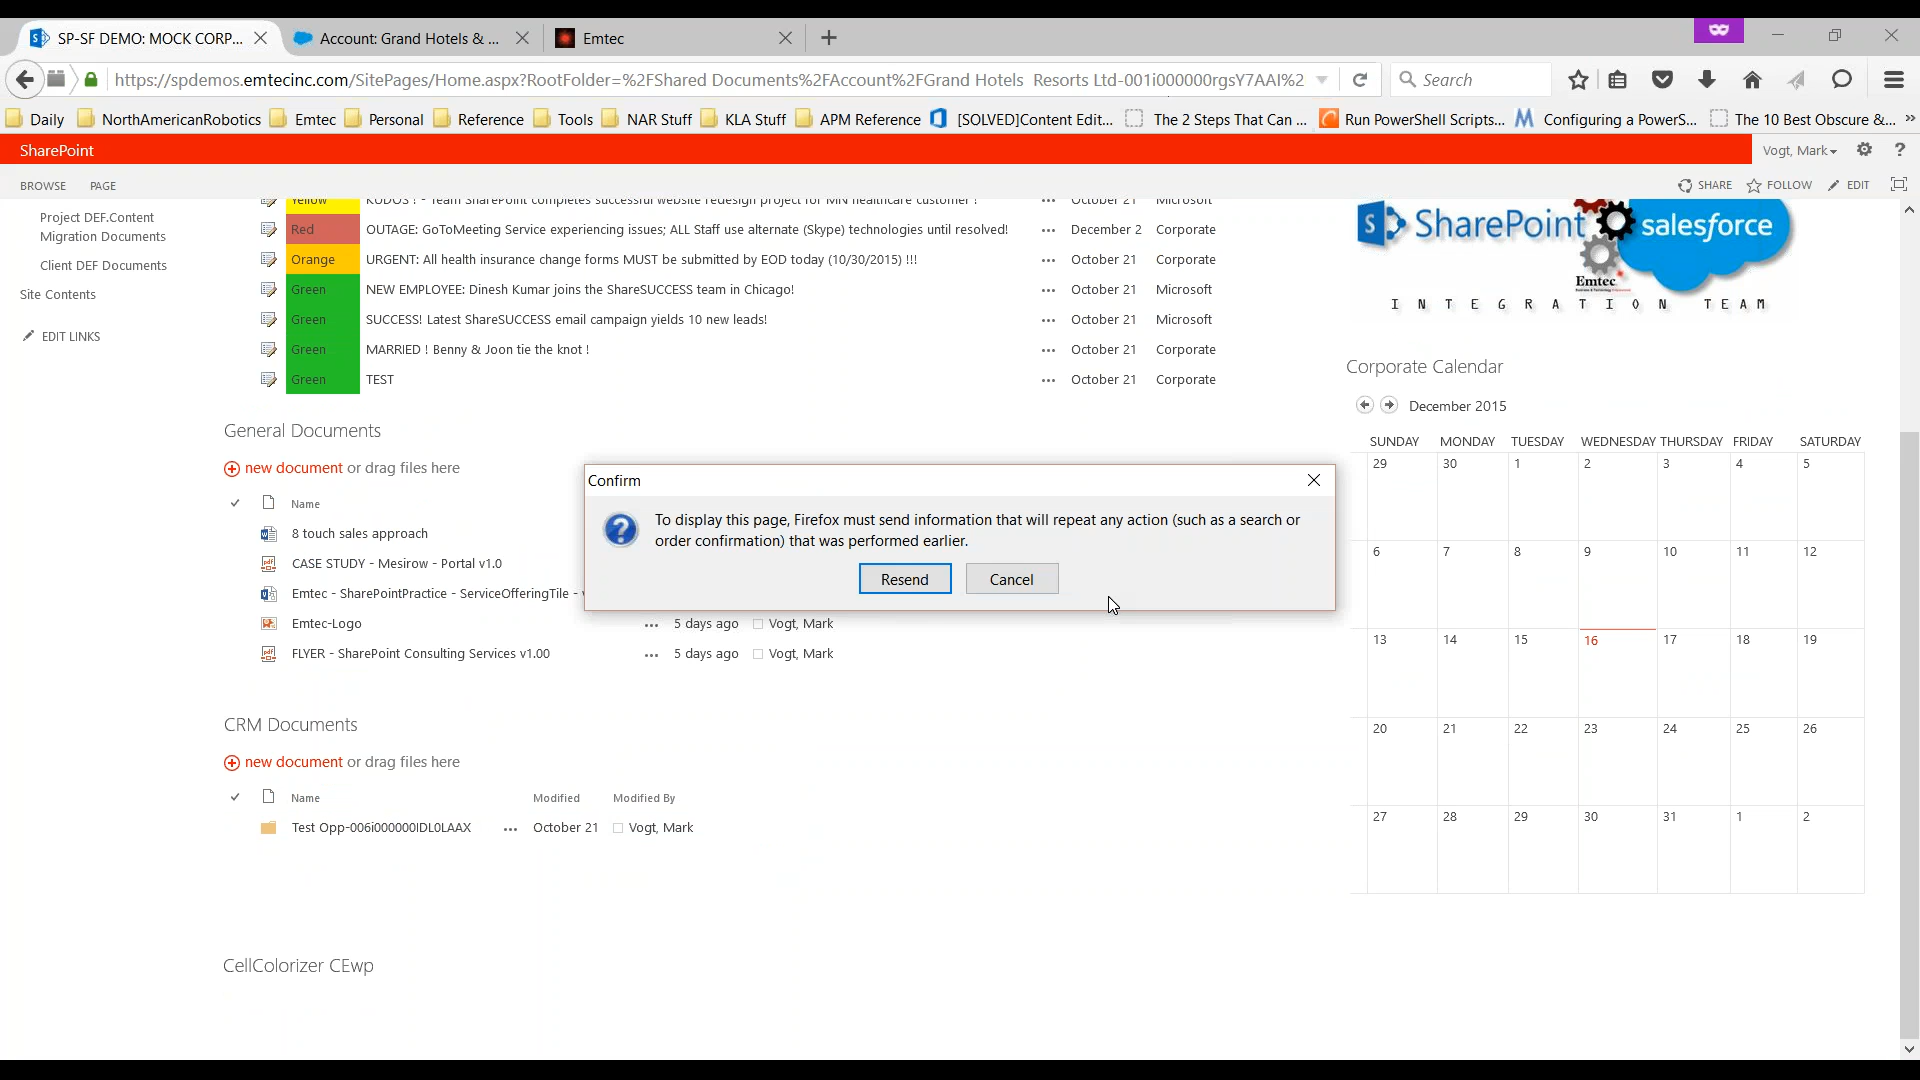 SP-SF DEMO: MOCK CORP...
Account: Grand Hotels & ...
Emtec
https://spdemos.emtecinc.com/SitePages/Home.aspx?RootFolder=%2FShared Documents%2FAccount%2FGrand Hotels  Resorts Ltd-001i000000rgsY7AAI%2
Search
Daily
NorthAmericanRobotics
Emtec
Personal
Reference
Tools
NAR Stuff
KLA Stuff
APM Reference
[SOLVED]Content Edit...
The 2 Steps That Can ...
Run PowerShell Scripts...
Configuring a PowerS...
The 10 Best Obscure &...
SharePoint
Vogt, Mark
BROWSE
PAGE
SHARE
FOLLOW
EDIT
Project DEF.Content
Migration Documents
Client DEF Documents
Site Contents
EDIT LINKS
Yellow KUDOS ! - Team SharePoint completes successful website redesign project for MN healthcare customer ! ... October 21 Microsoft
Red OUTAGE: GoToMeeting Service experiencing issues; ALL Staff use alternate (Skype) technologies until resolved! ... December 2 Corporate
Orange URGENT: All health insurance change forms MUST be submitted by EOD today (10/30/2015) !!! ... October 21 Corporate
Green NEW EMPLOYEE: Dinesh Kumar joins the ShareSUCCESS team in Chicago! ... October 21 Microsoft
Green SUCCESS! Latest ShareSUCCESS email campaign yields 10 new leads! ... October 21 Microsoft
Green MARRIED ! Benny & Joon tie the knot ! ... October 21 Corporate
Green TEST ... October 21 Corporate
General Documents
new document or drag files here
Name
8 touch sales approach
CASE STUDY - Mesirow - Portal v1.0
Emtec - SharePointPractice - ServiceOfferingTile -
Emtec-Logo ... 5 days ago Vogt, Mark
FLYER - SharePoint Consulting Services v1.00 ... 5 days ago Vogt, Mark
CRM Documents
new document or drag files here
Name Modified Modified By
Test Opp-006i000000IDL0LAAX ... October 21 Vogt, Mark
CellColorizer CEwp
Confirm
To display this page, Firefox must send information that will repeat any action (such as a search or
order confirmation) that was performed earlier.
Resend
Cancel
SharePoint
salesforce
Emtec
INTEGRATION TEAM
Corporate Calendar
December 2015
SUNDAY MONDAY TUESDAY WEDNESDAY THURSDAY FRIDAY SATURDAY
29 30 1 2 3 4 5
6 7 8 9 10 11 12
13 14 15 16 17 18 19
20 21 22 23 24 25 26
27 28 29 30 31 1 2